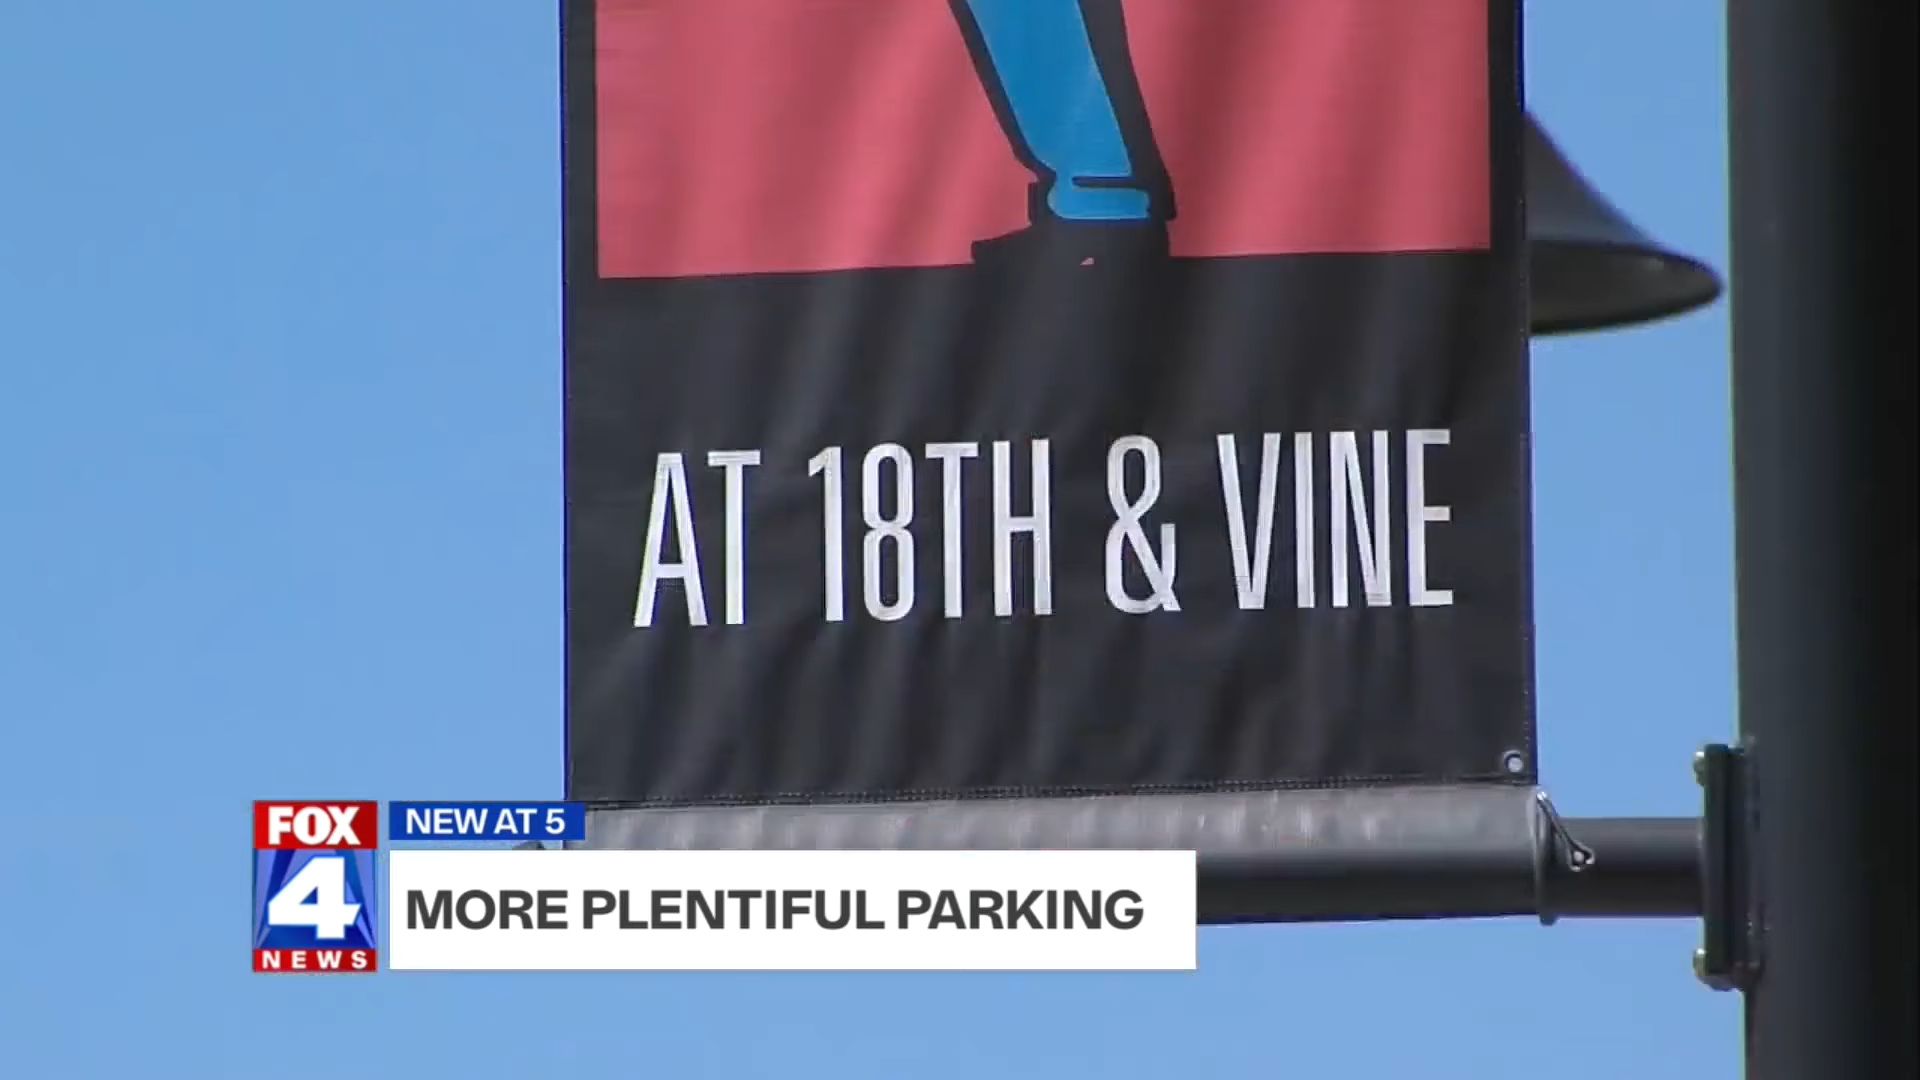 AT 18TH & VINE
FOX
4
NEWS
NEW AT 5
MORE PLENTIFUL PARKING